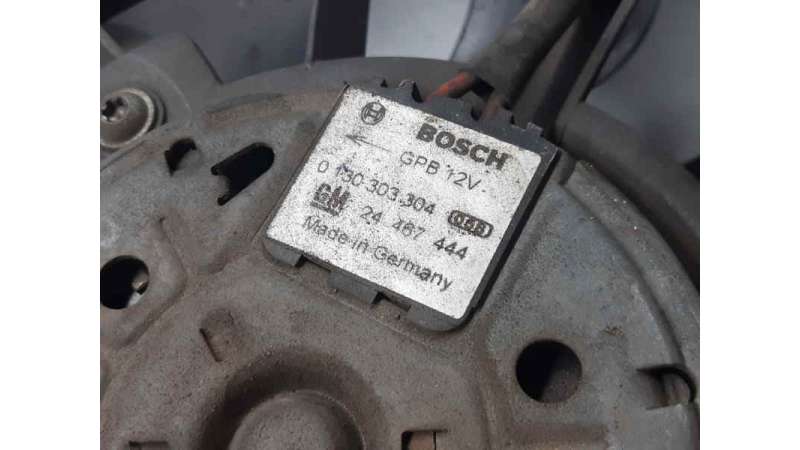 BOSCH
GPB 12V
0 130 303 304
GM 24 467 444
Made in Germany